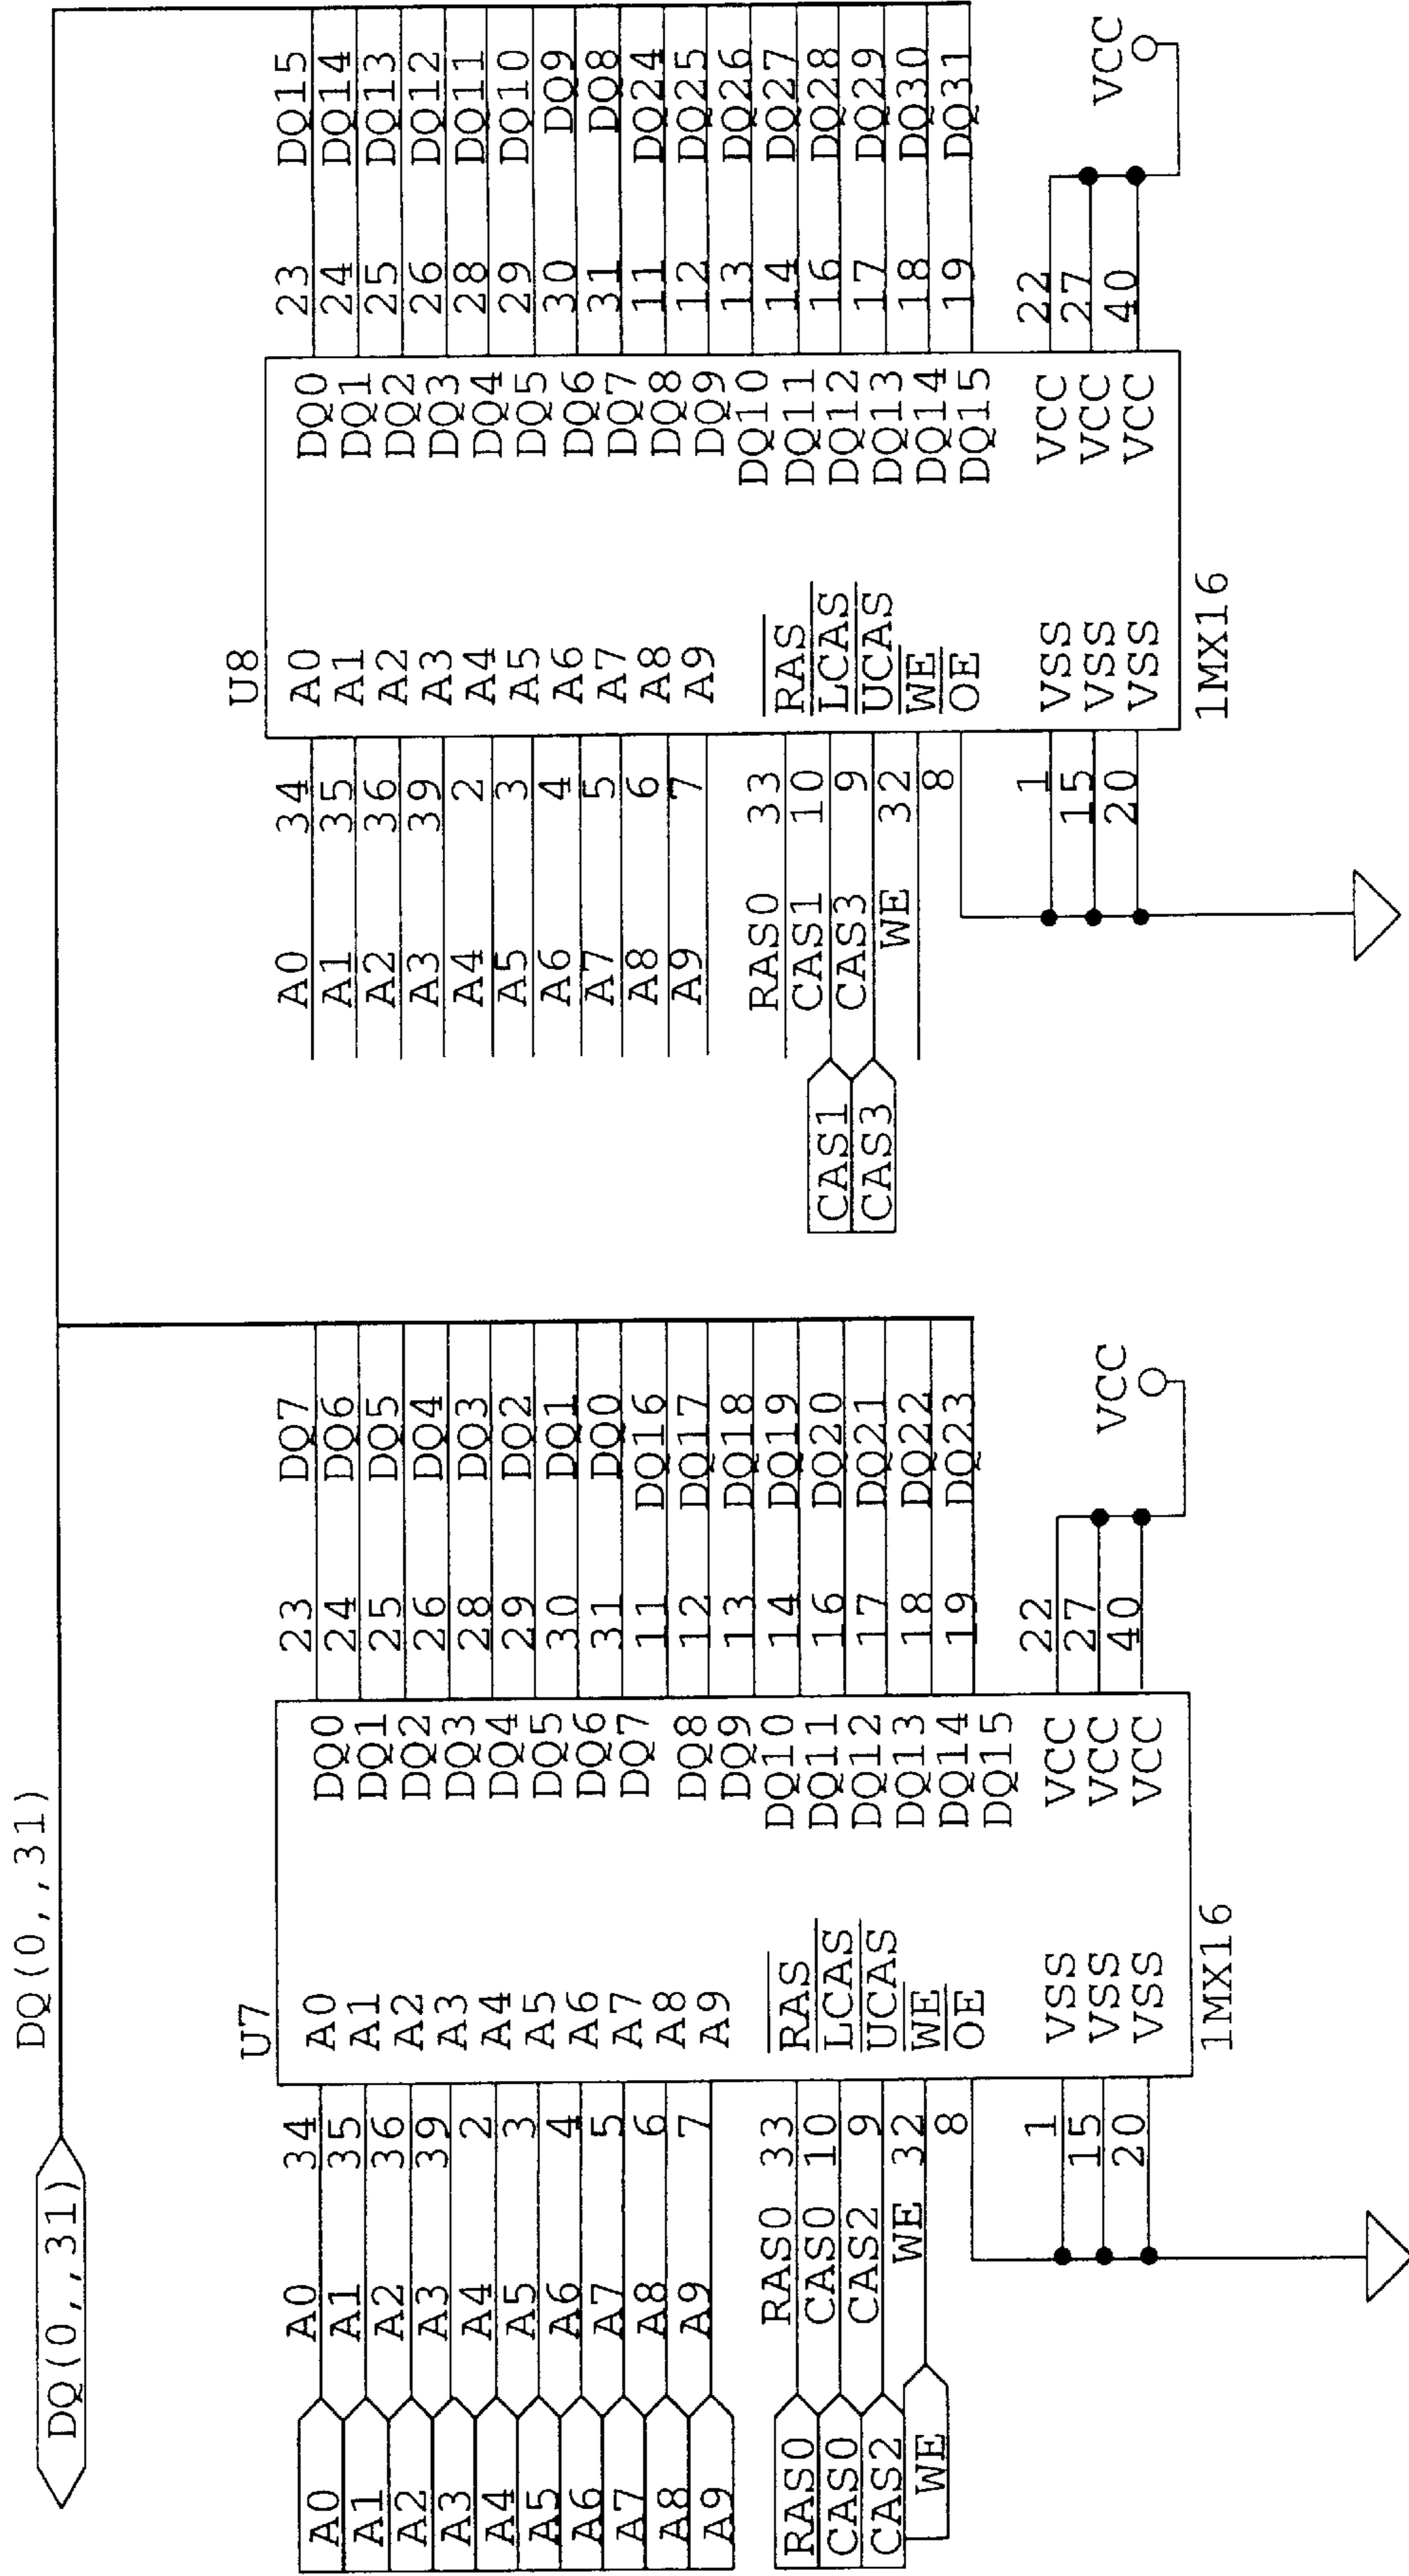 DQ(0,,31)
DQ(0,,31)
U7
A0 A0 34 A0 DQ0 23 DQ7
A1 A1 35 A1 DQ1 24 DQ6
A2 A2 36 A2 DQ2 25 DQ5
A3 A3 39 A3 DQ3 26 DQ4
A4 A4 2 A4 DQ4 28 DQ3
A5 A5 3 A5 DQ5 29 DQ2
A6 A6 4 A6 DQ6 30 DQ1
A7 A7 5 A7 DQ7 31 DQ0
A8 A8 6 A8 DQ8 11 DQ16
A9 A9 7 A9 DQ9 12 DQ17
DQ10 13 DQ18
RAS0 RAS0 33 RAS DQ11 14 DQ19
CAS0 CAS0 10 LCAS DQ12 16 DQ20
CAS2 CAS2 9 UCAS DQ13 17 DQ21
WE WE 32 WE DQ14 18 DQ22
8 OE DQ15 19 DQ23
1 VSS VCC 22
15 VSS VCC 27
20 VSS VCC 40
VCC
1MX16
U8
A0 34 A0 DQ0 23 DQ15
A1 35 A1 DQ1 24 DQ14
A2 36 A2 DQ2 25 DQ13
A3 39 A3 DQ3 26 DQ12
A4 2 A4 DQ4 28 DQ11
A5 3 A5 DQ5 29 DQ10
A6 4 A6 DQ6 30 DQ9
A7 5 A7 DQ7 31 DQ8
A8 6 A8 DQ8 11 DQ24
A9 7 A9 DQ9 12 DQ25
DQ10 13 DQ26
RAS0 33 RAS DQ11 14 DQ27
CAS1 CAS1 10 LCAS DQ12 16 DQ28
CAS3 CAS3 9 UCAS DQ13 17 DQ29
WE 32 WE DQ14 18 DQ30
8 OE DQ15 19 DQ31
1 VSS VCC 22
15 VSS VCC 27
20 VSS VCC 40
VCC
1MX16